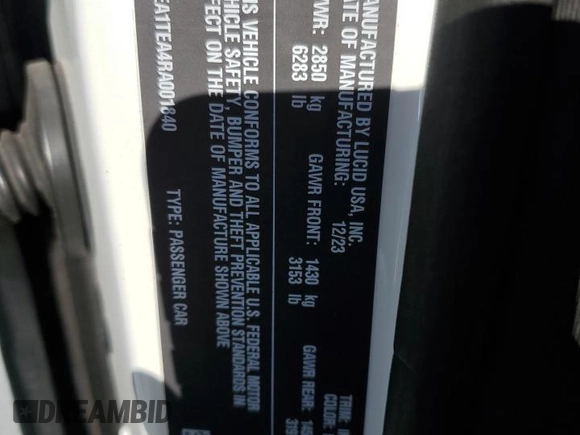 MANUFACTURED BY LUCID USA, INC.
DATE OF MANUFACTURING: 12/23
2850 kg GAWR FRONT: 1430 kg GAWR REAR:
6283 lb 3153 lb
VEHICLE CONFORMS TO ALL APPLICABLE U.S. FEDERAL MOTOR
VEHICLE SAFETY, BUMPER AND THEFT PREVENTION STANDARDS IN
EFFECT ON THE DATE OF MANUFACTURE SHOWN ABOVE
EA1TEA4RA001840 TYPE: PASSENGER CAR
DREAMBID